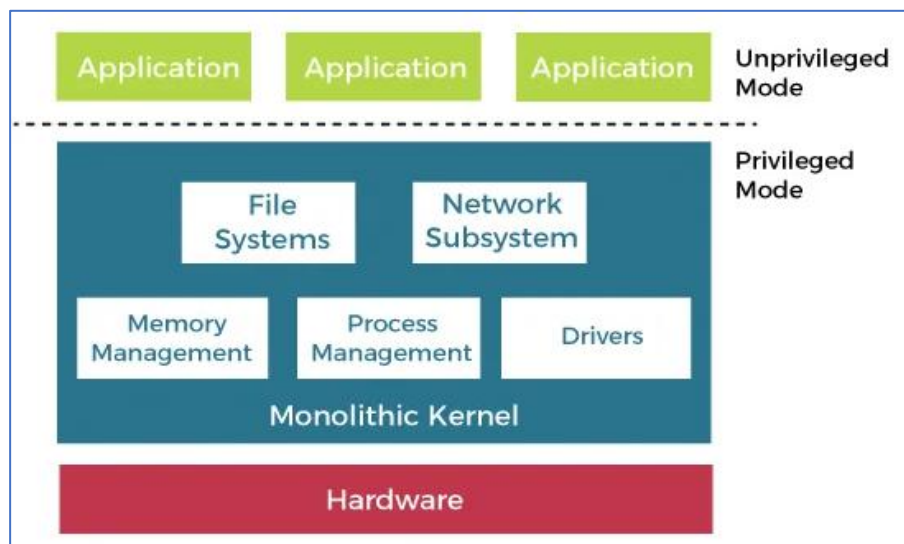 Application
Application
Application
Unprivileged
Mode
Privileged
Mode
File
Systems
Network
Subsystem
Memory
Management
Process
Management
Drivers
Monolithic Kernel
Hardware